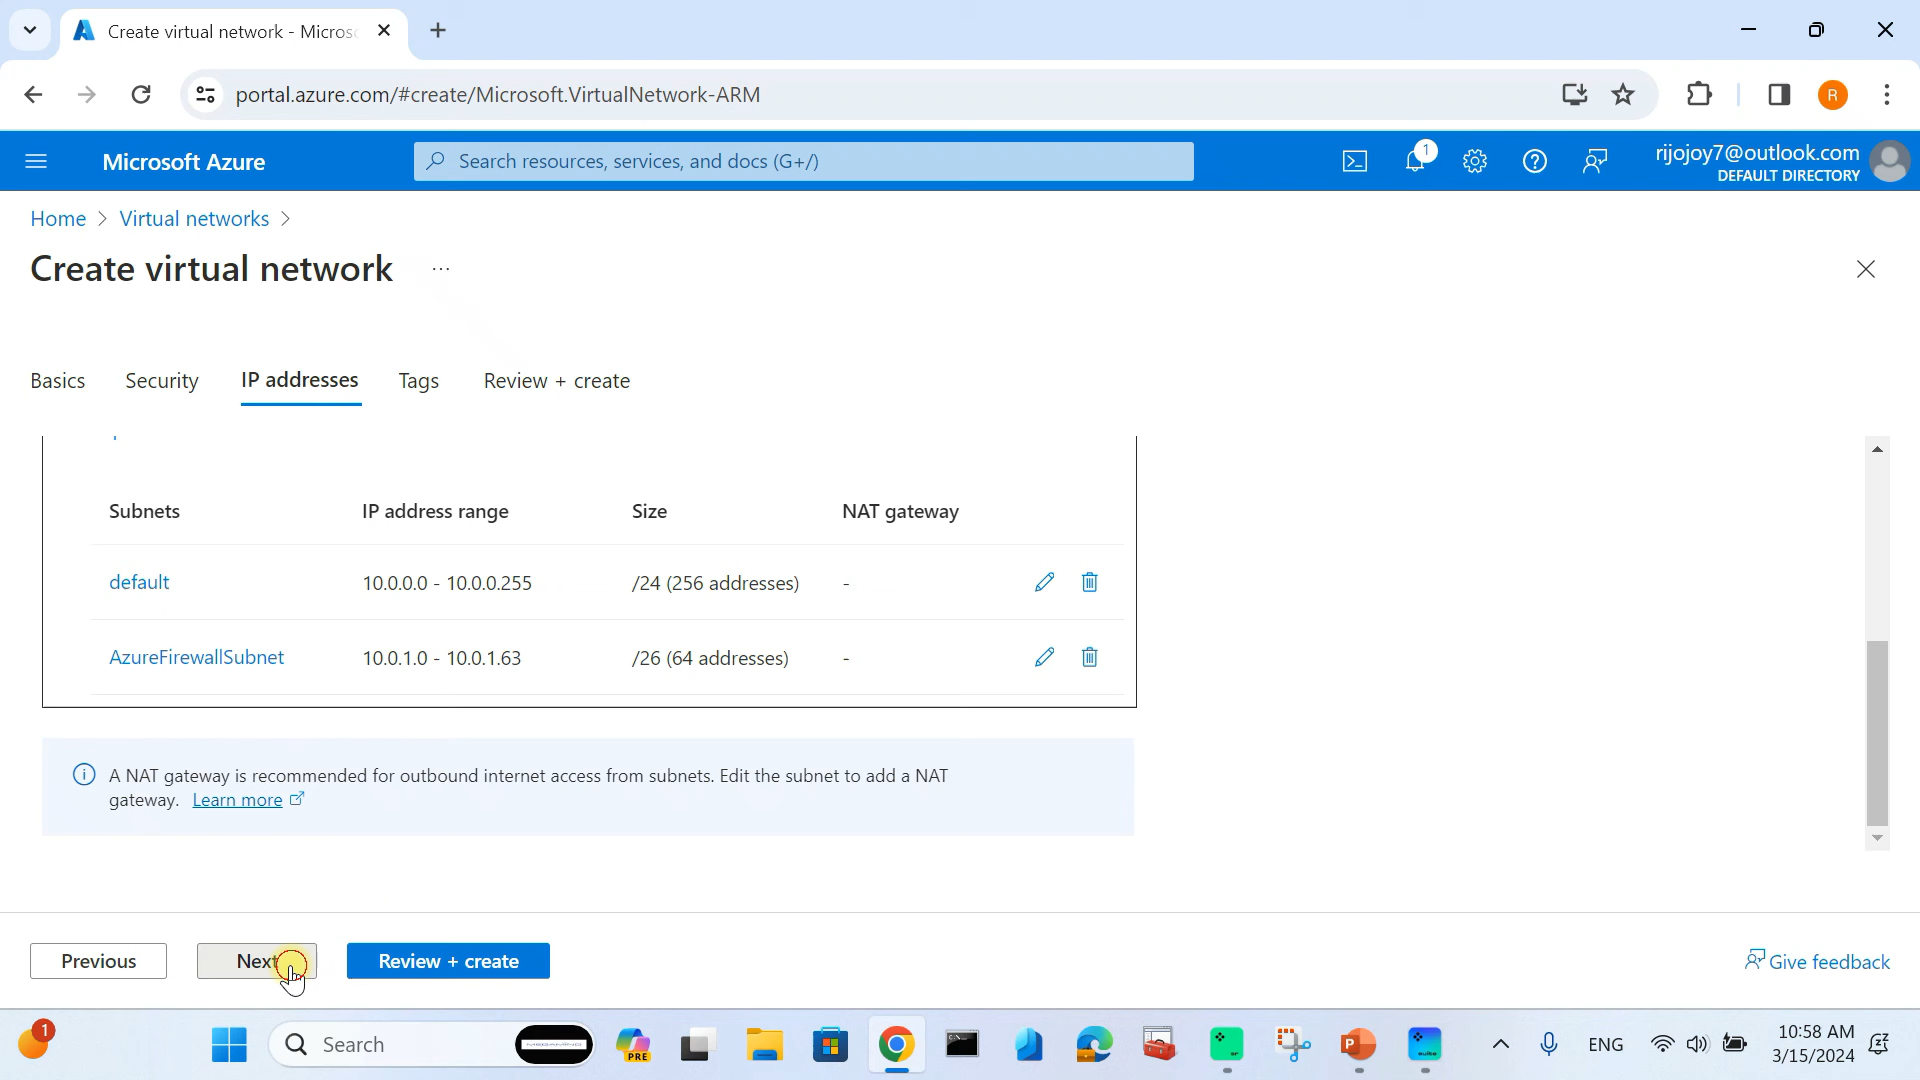 Create virtual network - Micros
portal.azure.com/#create/Microsoft.VirtualNetwork-ARM
R
Microsoft Azure
Search resources, services, and docs (G+/)
1
rijojoy7@outlook.com
DEFAULT DIRECTORY
Home > Virtual networks >
Create virtual network ...
Basics Security IP addresses Tags Review + create
Subnets IP address range Size NAT gateway
default 10.0.0.0 - 10.0.0.255 /24 (256 addresses) -
AzureFirewallSubnet 10.0.1.0 - 10.0.1.63 /26 (64 addresses) -
A NAT gateway is recommended for outbound internet access from subnets. Edit the subnet to add a NAT
gateway. Learn more
Previous Next Review + create Give feedback
1
Search
PRE
ENG
10:58 AM
3/15/2024